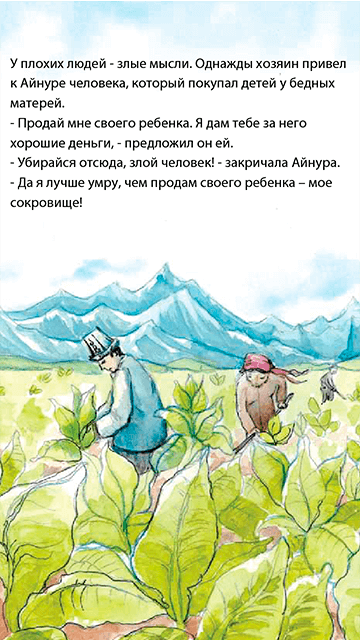 У плохих людей - злые мысли. Однажды хозяин привел
к Айнуре человека, который покупал детей у бедных
матерей.
- Продай мне своего ребенка. Я дам тебе за него
хорошие деньги, - предложил он ей.
- Убирайся отсюда, злой человек! - закричала Айнура.
- Да я лучше умру, чем продам своего ребенка – мое
сокровище!